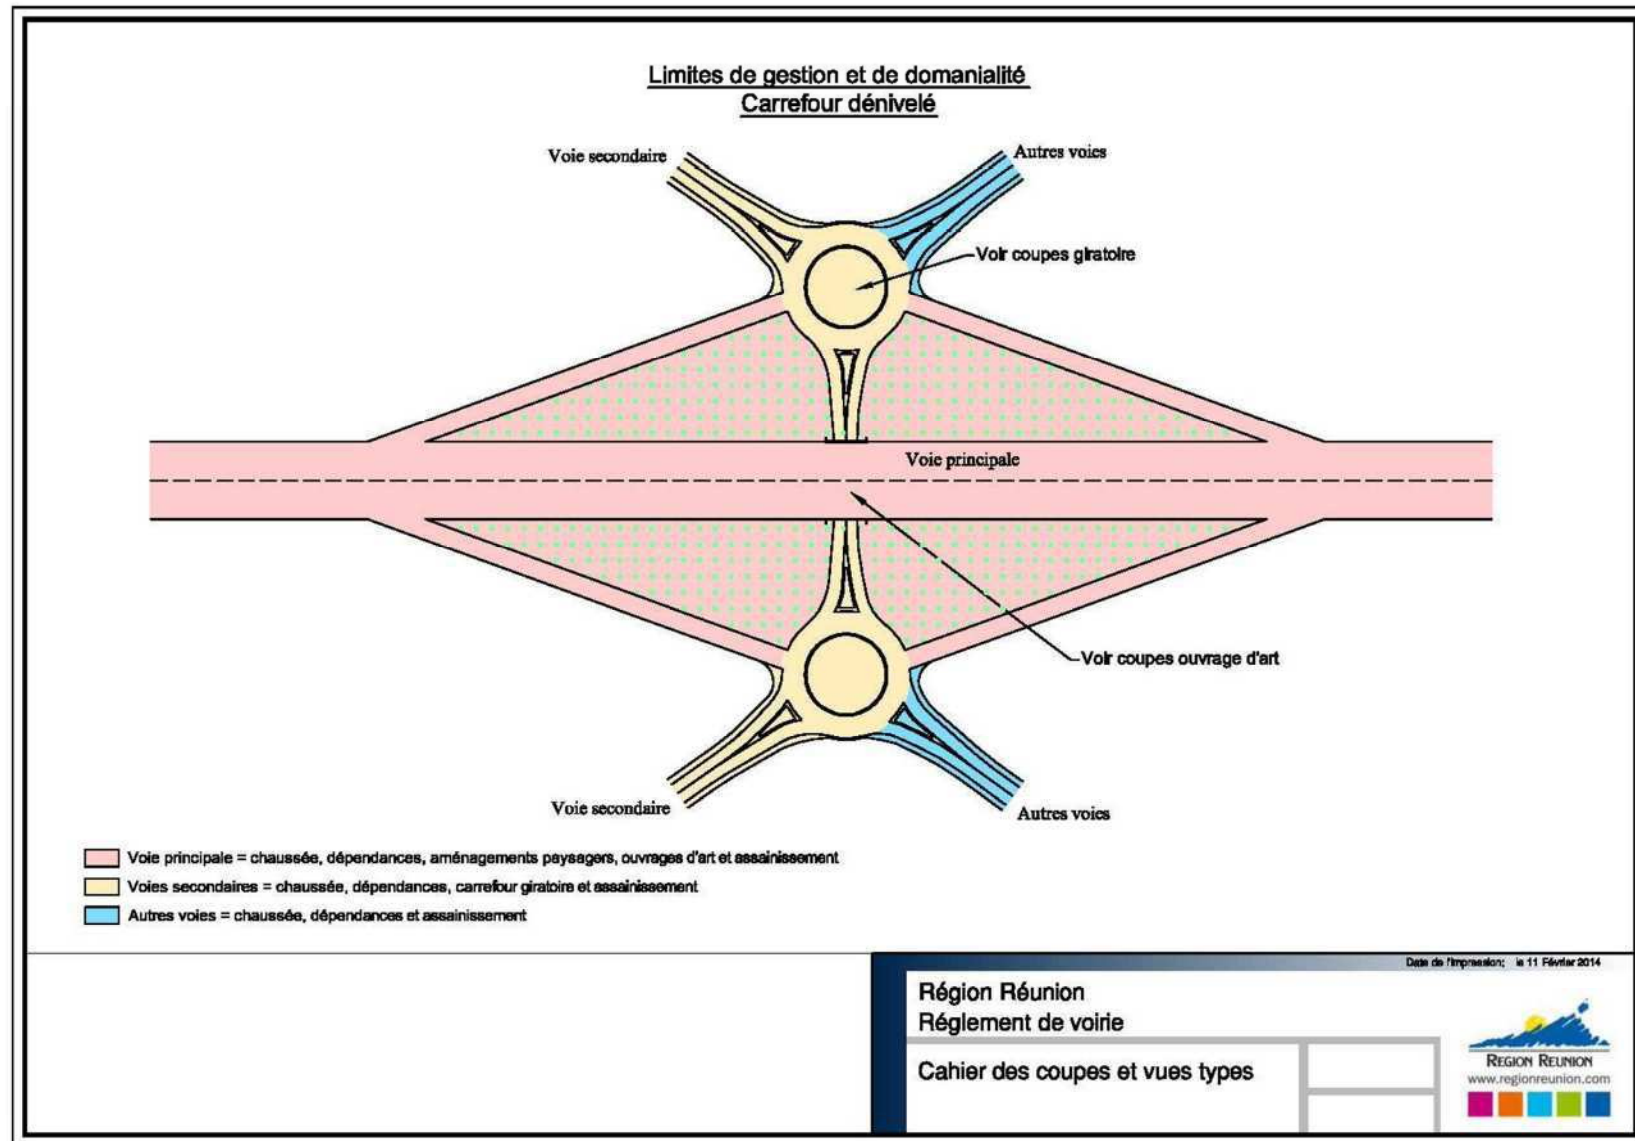 Limites de gestion et de domanialité
Carrefour dénivelé
Voie secondaire
Autres voies
Voir coupes giratoire
Voie principale
Voir coupes ouvrage d'art
Voie secondaire
Autres voies
Voie principale = chaussée, dépendances, aménagements paysagers, ouvrages d'art et assainissement
Voies secondaires = chaussée, dépendances, carrefour giratoire et assainissement
Autres voies = chaussée, dépendances et assainissement
Date de l'impression; le 11 Février 2014
Région Réunion
Réglement de voirie
Cahier des coupes et vues types
REGION REUNION
www.regionreunion.com